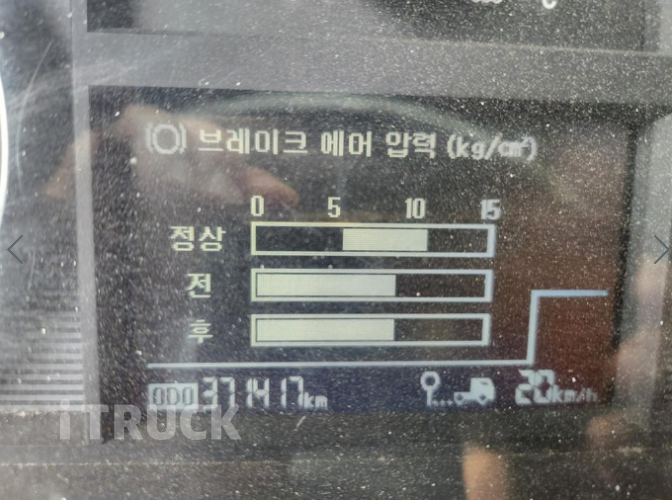 브레이크 에어 압력 (kg/cm²)
0 5 10 15
정상
전
후
ODO 371417km 20km/h
iTRUCK